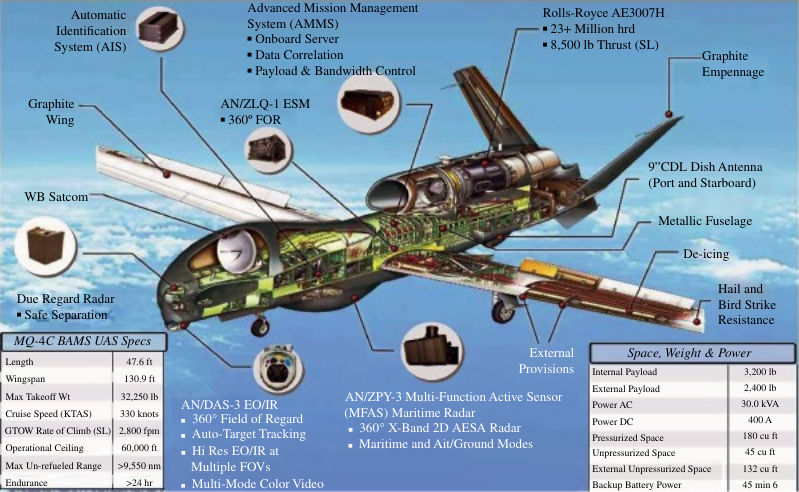 Automatic
Identification
System (AIS)
Advanced Mission Management
System (AMMS)
▪ Onboard Server
▪ Data Correlation
▪ Payload & Bandwidth Control
Rolls-Royce AE3007H
▪ 23+ Million hrd
▪ 8,500 lb Thrust (SL)
Graphite
Empennage
Graphite
Wing
AN/ZLQ-1 ESM
▪ 360º FOR
9”CDL Dish Antenna
(Port and Starboard)
WB Satcom
Metallic Fuselage
De-icing
Due Regard Radar
▪ Safe Separation
Hail and
Bird Strike
Resistance
External
Provisions
MQ-4C BAMS UAS Specs
Length 47.6 ft
Wingspan 130.9 ft
Max Takeoff Wt 32,250 lb
Cruise Speed (KTAS) 330 knots
GTOW Rate of Climb (SL) 2,800 fpm
Operational Ceiling 60,000 ft
Max Un-refueled Range >9,550 nm
Endurance >24 hr
AN/DAS-3 EO/IR
▪ 360° Field of Regard
▪ Auto-Target Tracking
▪ Hi Res EO/IR at
Multiple FOVs
▪ Multi-Mode Color Video
AN/ZPY-3 Multi-Function Active Sensor
(MFAS) Maritime Radar
▪ 360° X-Band 2D AESA Radar
▪ Maritime and Ait/Ground Modes
Space, Weight & Power
Internal Payload 3,200 lb
External Payload 2,400 lb
Power AC 30.0 kVA
Power DC 400 A
Pressurized Space 180 cu ft
Unpressurized Space 45 cu ft
External Unpressurized Space 132 cu ft
Backup Battery Power 45 min 6